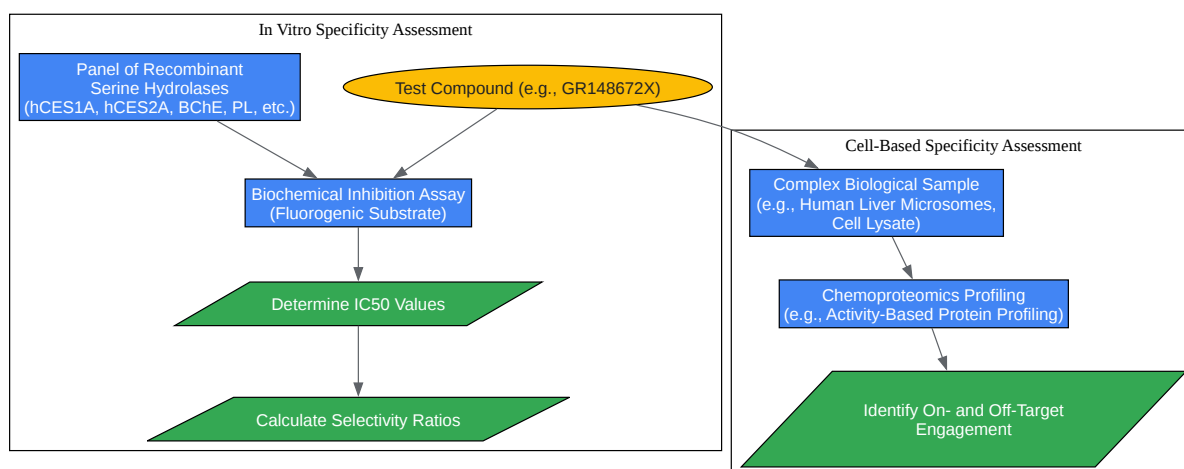 In Vitro Specificity Assessment
Panel of Recombinant
Serine Hydrolases
(hCES1A, hCES2A, BChE, PL, etc.)
Test Compound (e.g., GR148672X)
Biochemical Inhibition Assay
(Fluorogenic Substrate)
Determine IC50 Values
Calculate Selectivity Ratios
Cell-Based Specificity Assessment
Complex Biological Sample
(e.g., Human Liver Microsomes,
Cell Lysate)
Chemoproteomics Profiling
(e.g., Activity-Based Protein Profiling)
Identify On- and Off-Target
Engagement